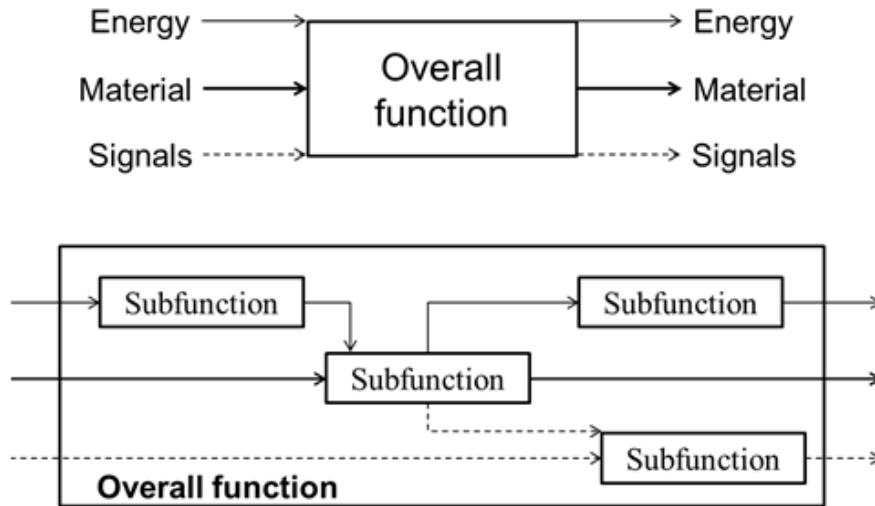 Energy
Energy
Overall
function
Material
Material
Signals
Signals
Subfunction
Subfunction
Subfunction
Subfunction
Overall function